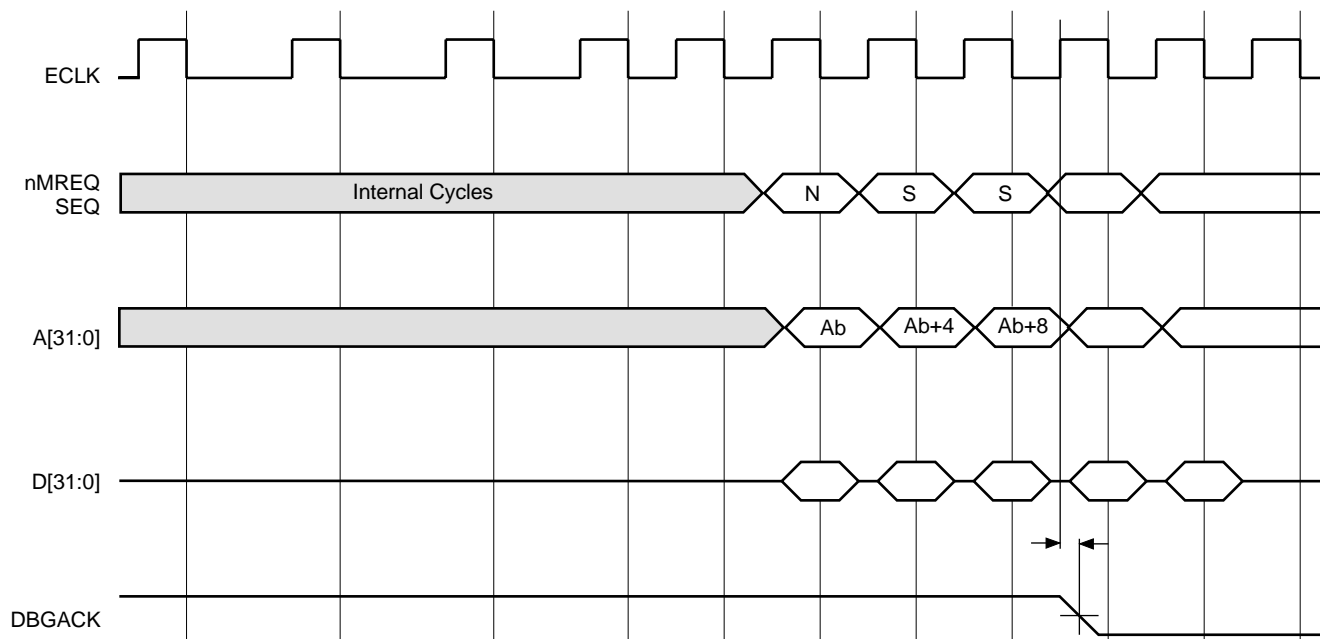 ECLK
nMREQ
SEQ
Internal Cycles
N
S
S
A[31:0]
Ab
Ab+4
Ab+8
D[31:0]
DBGACK